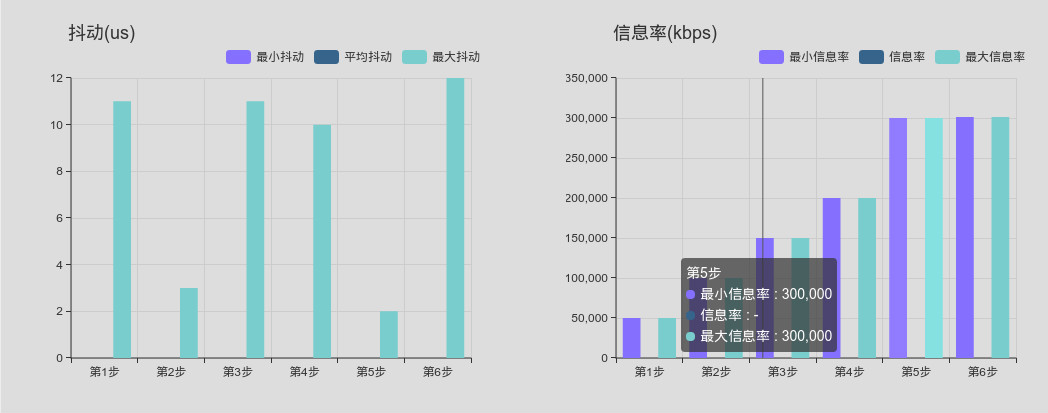 抖动(us)
最小抖动 平均抖动 最大抖动
12
10
8
6
4
2
0
第1步 第2步 第3步 第4步 第5步 第6步
信息率(kbps)
最小信息率 信息率 最大信息率
350,000
300,000
250,000
200,000
150,000
100,000
50,000
0
第5步
最小信息率 : 300,000
信息率 : -
最大信息率 : 300,000
第1步 第2步 第3步 第4步 第5步 第6步